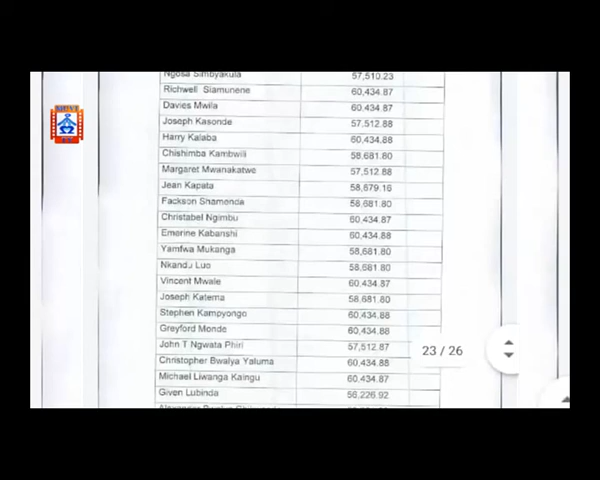 MUVI
TV
Ngosa Simbyakula 57,510.23
Richwell Siamunene 60,434.87
Davies Mwila 60,434.87
Joseph Kasonde 57,512.88
Harry Kalaba 60,434.88
Chishimba Kambwili 58,681.80
Margaret Mwanakatwe 57,512.88
Jean Kapata 58,679.16
Fackson Shamenda 58,681.80
Christabel Ngimbu 60,434.87
Emerine Kabanshi 60,434.88
Yamfwa Mukanga 58,681.80
Nkandu Luo 58,681.80
Vincent Mwale 60,434.87
Joseph Katema 58,681.80
Stephen Kampyongo 60,434.88
Greyford Monde 60,434.88
John T Ngwata Phiri 57,512.87
Christopher Bwalya Yaluma 60,434.88
Michael Liwanga Kaingu 60,434.87
Given Lubinda 56,226.92
23 / 26